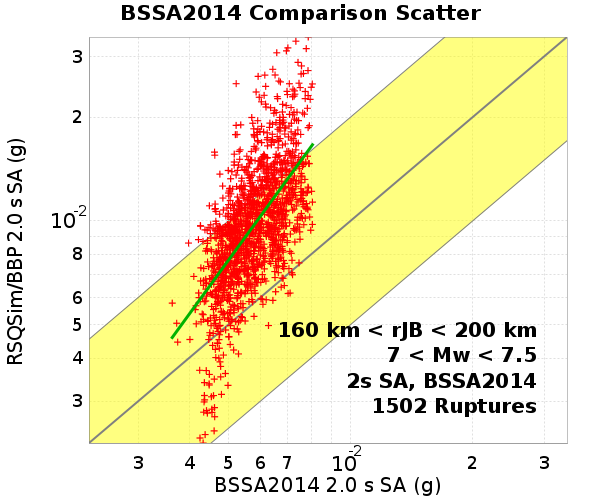 BSSA2014 Comparison Scatter
RSQSim/BBP 2.0 s SA (g)
3
2
10^-2
8
6
5
4
3
160 km < rJB < 200 km
7 < Mw < 7.5
2s SA, BSSA2014
1502 Ruptures
3 4 5 6 7 10^-2 2 3
BSSA2014 2.0 s SA (g)